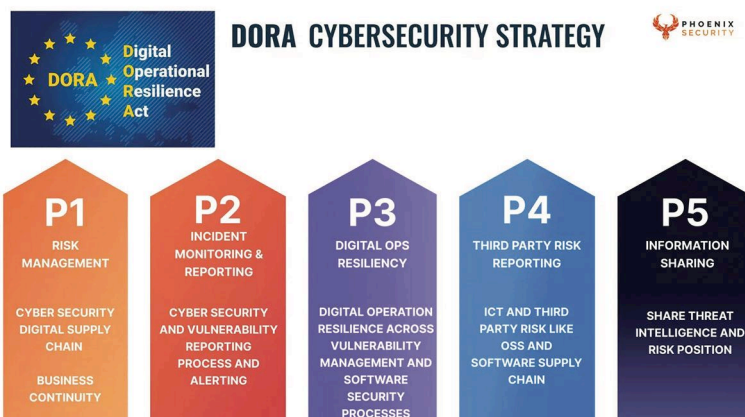 DORA
Digital
Operational
Resilience
Act
DORA CYBERSECURITY STRATEGY
PHOENIX
SECURITY
P1
RISK
MANAGEMENT
CYBER SECURITY
DIGITAL SUPPLY
CHAIN
BUSINESS
CONTINUITY
P2
INCIDENT
MONITORING &
REPORTING
CYBER SECURITY
AND VULNERABILITY
REPORTING
PROCESS AND
ALERTING
P3
DIGITAL OPS
RESILIENCY
DIGITAL OPERATION
RESILIENCE ACROSS
VULNERABILITY
MANAGEMENT AND
SOFTWARE
SECURITY
PROCESSES
P4
THIRD PARTY RISK
REPORTING
ICT AND THIRD
PARTY RISK LIKE
OSS AND
SOFTWARE SUPPLY
CHAIN
P5
INFORMATION
SHARING
SHARE THREAT
INTELLIGENCE AND
RISK POSITION